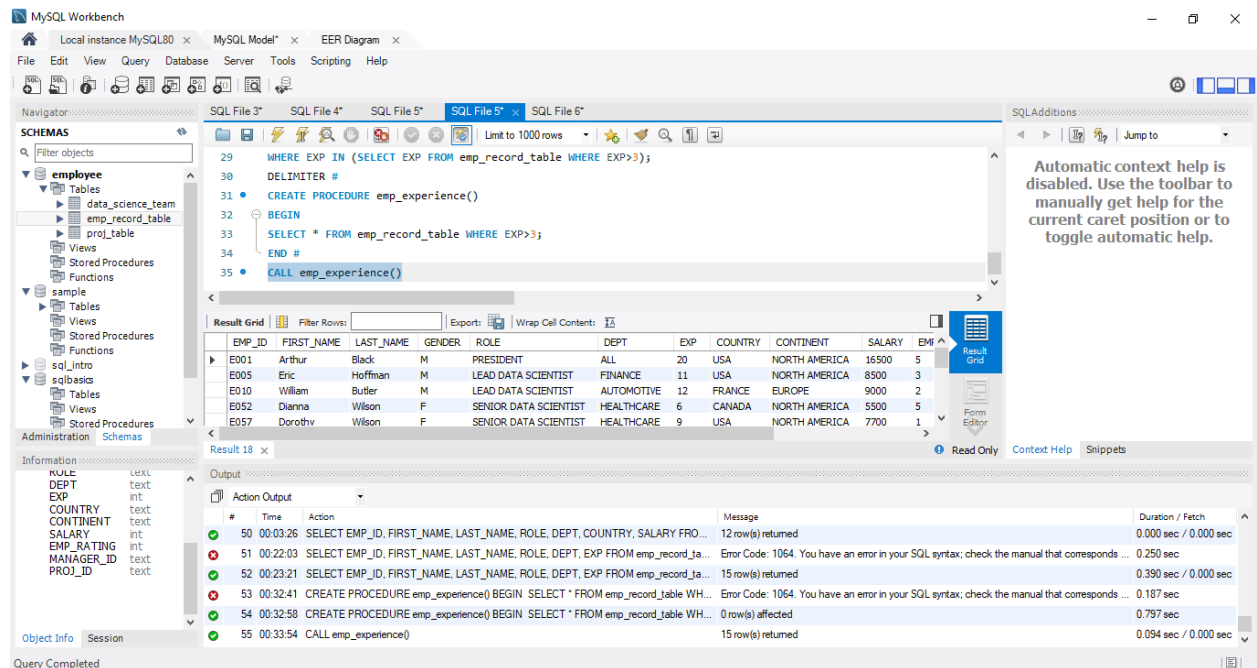 MySQL Workbench
Local instance MySQL80 × MySQL Model* × EER Diagram ×
File Edit View Query Database Server Tools Scripting Help
Navigator
SCHEMAS
Filter objects
employee
Tables
data_science_team
emp_record_table
proj_table
Views
Stored Procedures
Functions
sample
Tables
Views
Stored Procedures
Functions
sql_intro
sqlbasics
Tables
Views
Stored Procedures
Administration Schemas
Information
ROLE text
DEPT text
EXP int
COUNTRY text
CONTINENT text
SALARY int
EMP_RATING int
MANAGER_ID text
PROJ_ID text
Object Info Session
Query Completed
SQL File 3* SQL File 4* SQL File 5* SQL File 5* × SQL File 6*
Limit to 1000 rows
29 WHERE EXP IN (SELECT EXP FROM emp_record_table WHERE EXP>3);
30 DELIMITER #
31 CREATE PROCEDURE emp_experience()
32 BEGIN
33 SELECT * FROM emp_record_table WHERE EXP>3;
34 END #
35 CALL emp_experience()
Result Grid Filter Rows: Export: Wrap Cell Content:
EMP_ID FIRST_NAME LAST_NAME GENDER ROLE DEPT EXP COUNTRY CONTINENT SALARY
E001 Arthur Black M PRESIDENT ALL 20 USA NORTH AMERICA 16500 5
E005 Eric Hoffman M LEAD DATA SCIENTIST FINANCE 11 USA NORTH AMERICA 8500 3
E010 William Butler M LEAD DATA SCIENTIST AUTOMOTIVE 12 FRANCE EUROPE 9000 2
E052 Dianna Wilson F SENIOR DATA SCIENTIST HEALTHCARE 6 CANADA NORTH AMERICA 5500 5
E057 Dorothy Wilson F SENIOR DATA SCIENTIST HEALTHCARE 9 USA NORTH AMERICA 7700 1
Result Grid
Form Editor
Result 18 × Read Only
SQLAdditions
Jump to
Automatic context help is
disabled. Use the toolbar to
manually get help for the
current caret position or to
toggle automatic help.
Context Help Snippets
Output
Action Output
# Time Action Message Duration / Fetch
50 00:03:26 SELECT EMP_ID, FIRST_NAME, LAST_NAME, ROLE, DEPT, COUNTRY, SALARY FRO... 12 row(s) returned 0.000 sec / 0.000 sec
51 00:22:03 SELECT EMP_ID, FIRST_NAME, LAST_NAME, ROLE, DEPT, EXP FROM emp_record_ta... Error Code: 1064. You have an error in your SQL syntax; check the manual that corresponds ... 0.250 sec
52 00:23:21 SELECT EMP_ID, FIRST_NAME, LAST_NAME, ROLE, DEPT, EXP FROM emp_record_ta... 15 row(s) returned 0.390 sec / 0.000 sec
53 00:32:41 CREATE PROCEDURE emp_experience() BEGIN SELECT * FROM emp_record_table WH... Error Code: 1064. You have an error in your SQL syntax; check the manual that corresponds ... 0.187 sec
54 00:32:58 CREATE PROCEDURE emp_experience() BEGIN SELECT * FROM emp_record_table WH... 0 row(s) affected 0.797 sec
55 00:33:54 CALL emp_experience() 15 row(s) returned 0.094 sec / 0.000 sec